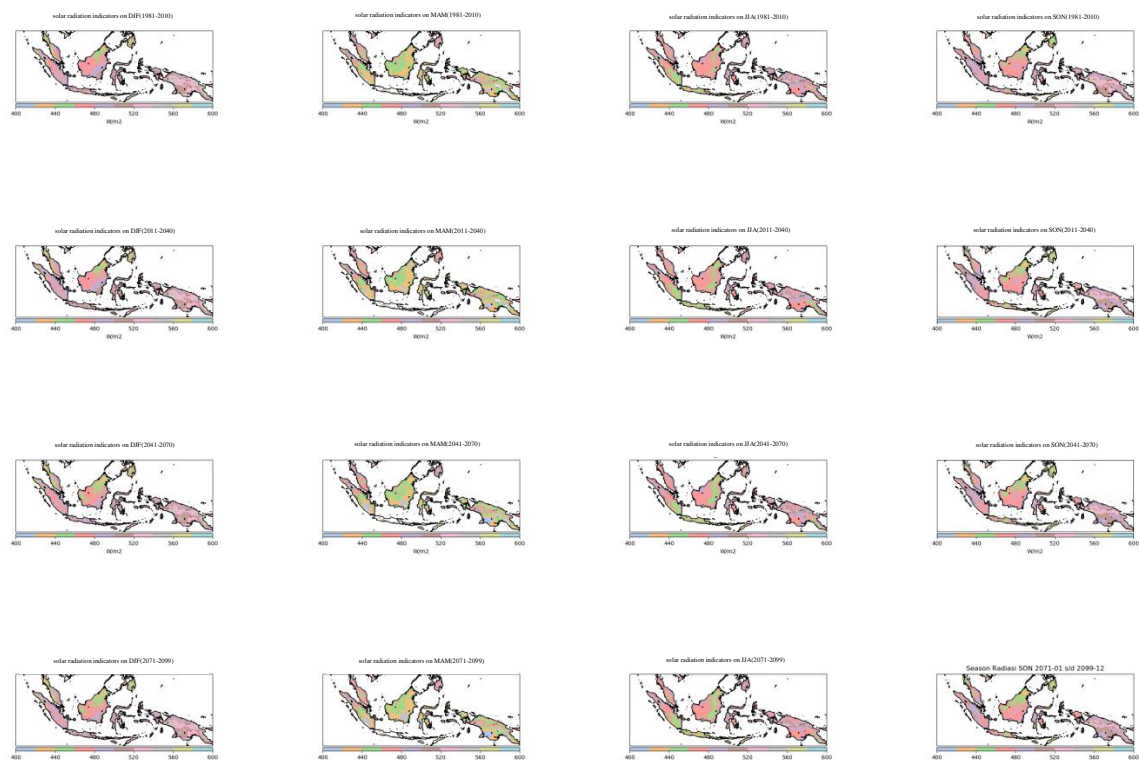 solar radiation indicators on DJF(1981-2010)
solar radiation indicators on MAM(1981-2010)
solar radiation indicators on JJA(1981-2010)
solar radiation indicators on SON(1981-2010)
400 440 480 520 560 600
W/m2
400 440 480 520 560 600
W/m2
400 440 480 520 560 600
W/m2
400 440 480 520 560 600
W/m2
solar radiation indicators on DJF(2011-2040)
solar radiation indicators on MAM(2011-2040)
solar radiation indicators on JJA(2011-2040)
solar radiation indicators on SON(2011-2040)
400 440 480 520 560 600
W/m2
400 440 480 520 560 600
W/m2
400 440 480 520 560 600
W/m2
400 440 480 520 560 600
W/m2
solar radiation indicators on DJF(2041-2070)
solar radiation indicators on MAM(2041-2070)
solar radiation indicators on JJA(2041-2070)
solar radiation indicators on SON(2041-2070)
400 440 480 520 560 600
W/m2
400 440 480 520 560 600
W/m2
400 440 480 520 560 600
W/m2
400 440 480 520 560 600
W/m2
solar radiation indicators on DJF(2071-2099)
solar radiation indicators on MAM(2071-2099)
solar radiation indicators on JJA(2071-2099)
Season Radiasi SON 2071-01 s/d 2099-12
400 440 480 520 560 600
W/m2
400 440 480 520 560 600
W/m2
400 440 480 520 560 600
W/m2
400 440 480 520 560 600
W/m2